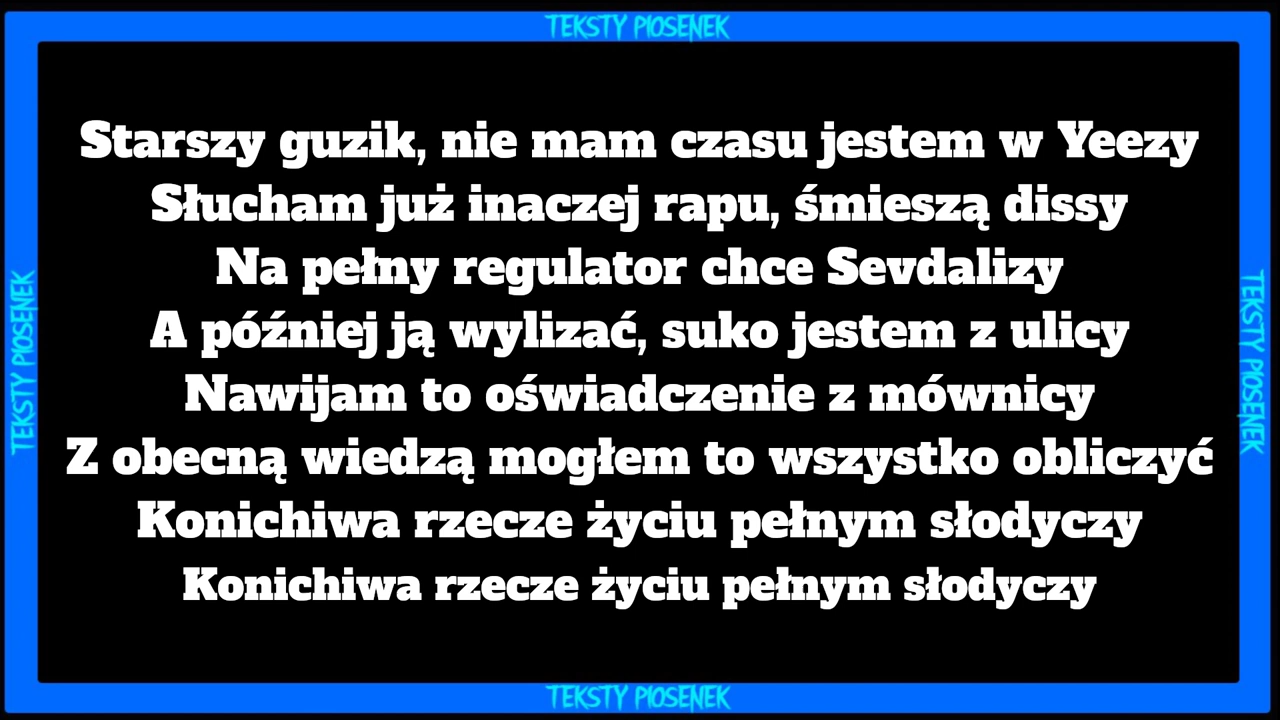 TEKSTY PIOSENEK
Starszy guzik, nie mam czasu jestem w Yeezy
Słucham już inaczej rapu, śmieszą dissy
Na pełny regulator chce Sevdalizy
A później ją wylizać, suko jestem z ulicy
Nawijam to oświadczenie z mównicy
Z obecną wiedzą mogłem to wszystko obliczyć
Konichiwa rzecze życiu pełnym słodyczy
Konichiwa rzecze życiu pełnym słodyczy
TEKSTY PIOSENEK
TEKSTY PIOSENEK
TEKSTY PIOSENEK